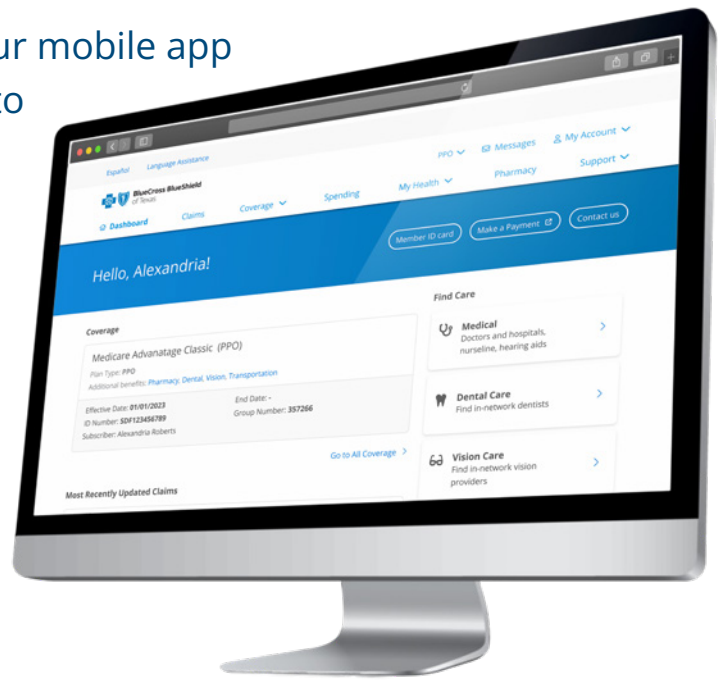 ur mobile app
to
Español Language Assistance
PPO Messages My Account
BlueCross BlueShield
of Texas
Dashboard Claims Coverage Spending My Health Pharmacy Support
Hello, Alexandria!
Member ID card Make a Payment Contact us
Coverage
Medicare Advanatage Classic (PPO)
Plan Type: PPO
Additional benefits: Pharmacy, Dental, Vision, Transportation
Effective Date: 01/01/2023 End Date: -
ID Number: SDF123456789 Group Number: 357266
Subscriber: Alexandria Roberts
Go to All Coverage
Most Recently Updated Claims
Find Care
Medical
Doctors and hospitals,
nurseline, hearing aids
Dental Care
Find in-network dentists
Vision Care
Find in-network vision
providers